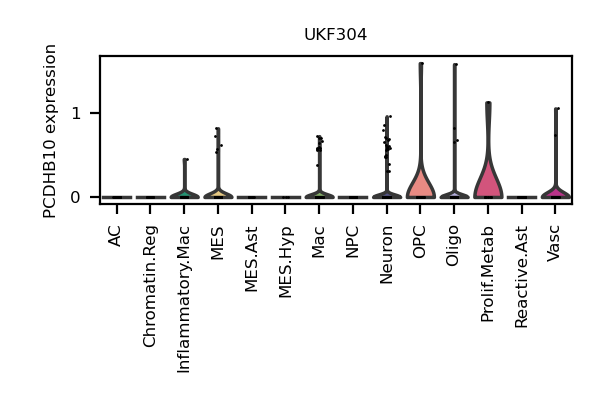 UKF304
PCDHB10 expression
1
0
AC
Chromatin.Reg
Inflammatory.Mac
MES
MES.Ast
MES.Hyp
Mac
NPC
Neuron
OPC
Oligo
Prolif.Metab
Reactive.Ast
Vasc